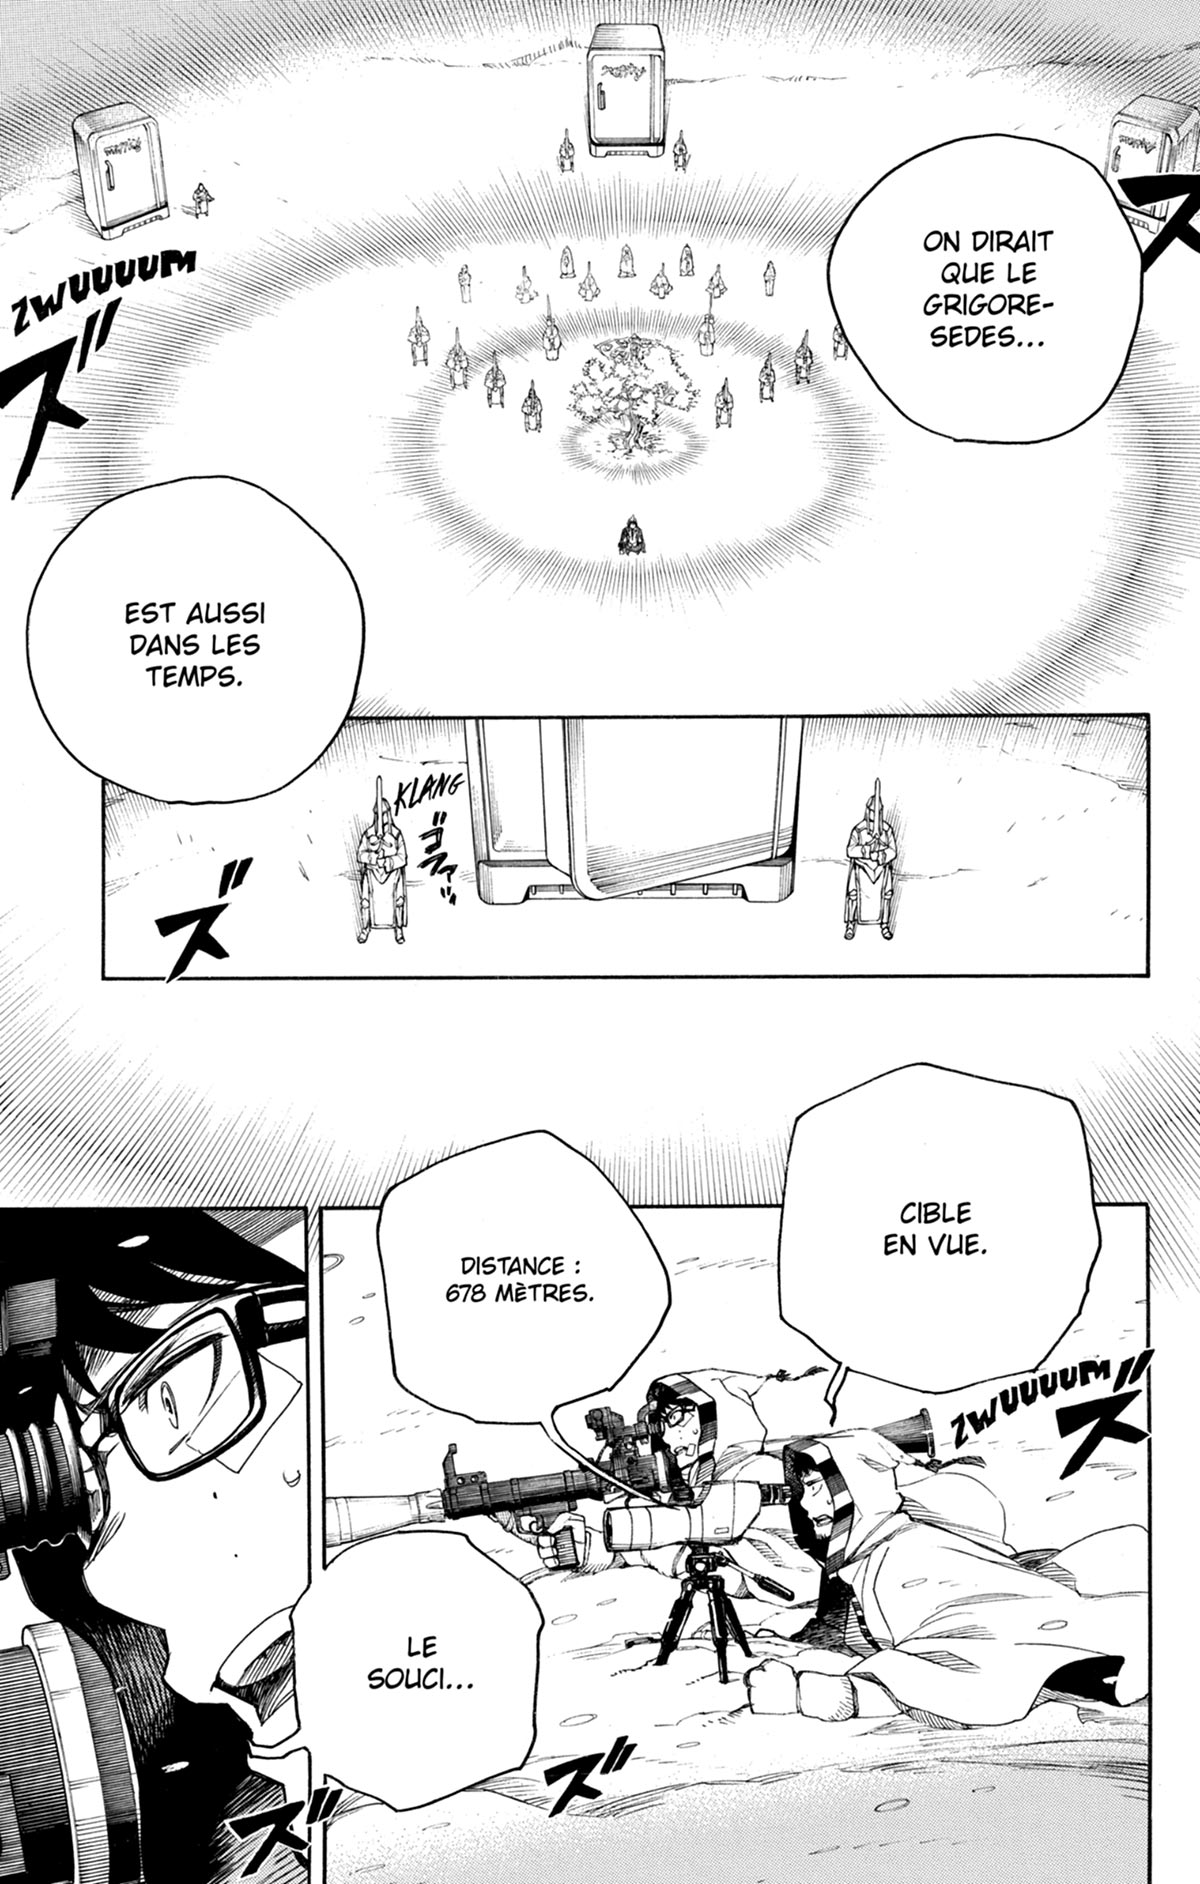 ON DIRAIT
QUE LE
GRIGORE-
SEDES...
ズ
ZWUUUUM
ズ
EST AUSSI
DANS LES
TEMPS.
KLANG
ゴファッ
ズ
CIBLE
EN VUE.
DISTANCE :
678 MÈTRES.
ZWUUUUM
ズ
LE
SOUCI...
ズ
ズ